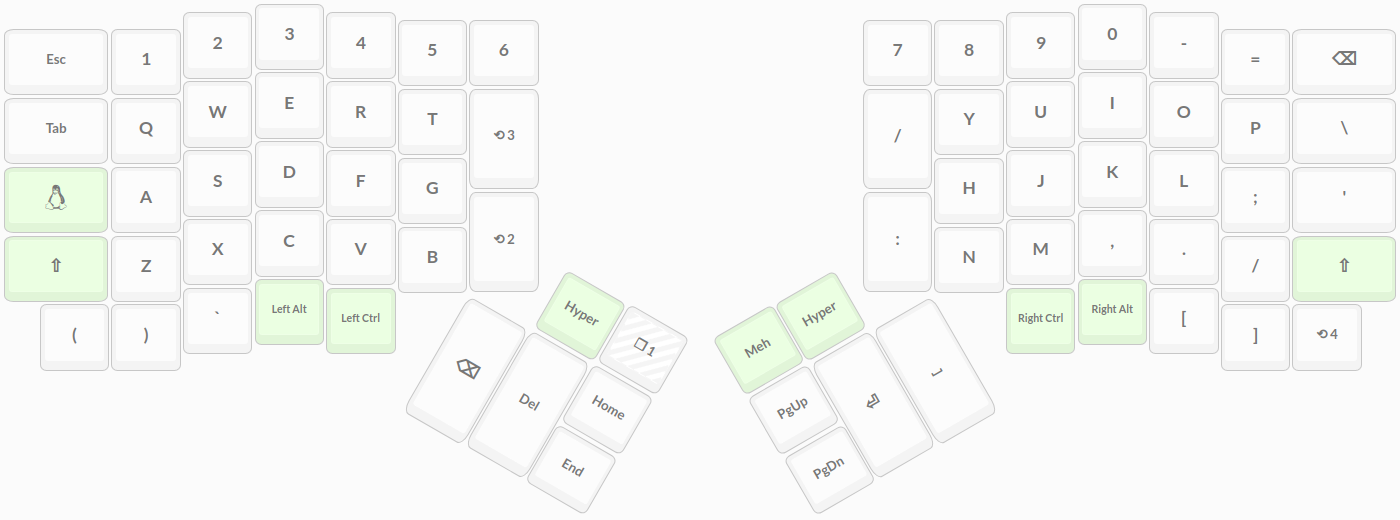 Esc 1 2 3 4 5 6
Tab Q W E R T ⟲ 3
A S D F G
⇧ Z X C V B ⟲ 2
( ) ` Left Alt Left Ctrl
⌫ Del Hyper 1
Home
End
7 8 9 0 - = ⌫
/ Y U I O P \
H J K L ; '
: N M , . / ⇧
Right Ctrl Right Alt [ ] ⟲ 4
Meh Hyper
PgUp ⏎
PgDn